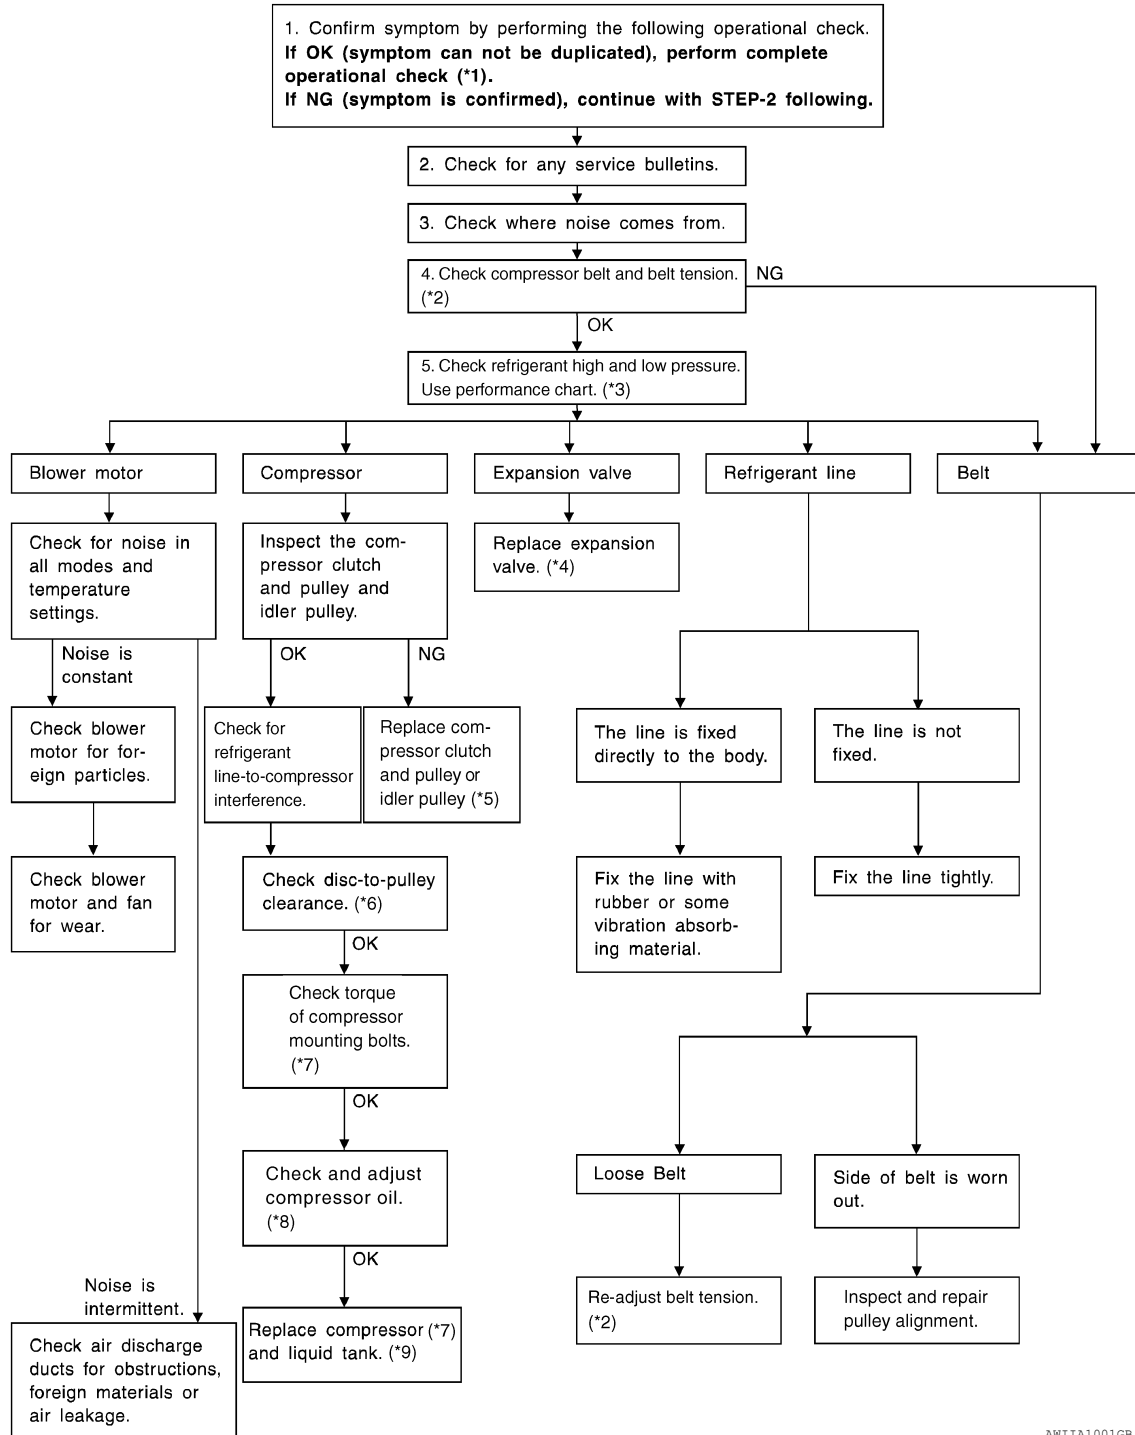 1. Confirm symptom by performing the following operational check.
If OK (symptom can not be duplicated), perform complete
operational check (*1).
If NG (symptom is confirmed), continue with STEP-2 following.
2. Check for any service bulletins.
3. Check where noise comes from.
4. Check compressor belt and belt tension.
(*2)
NG
OK
5. Check refrigerant high and low pressure.
Use performance chart. (*3)
Blower motor
Compressor
Expansion valve
Refrigerant line
Belt
Check for noise in
all modes and
temperature
settings.
Inspect the com-
pressor clutch
and pulley and
idler pulley.
Replace expansion
valve. (*4)
Noise is
constant
OK
NG
Check blower
motor for for-
eign particles.
Check for
refrigerant
line-to-compressor
interference.
Replace com-
pressor clutch
and pulley or
idler pulley (*5)
The line is fixed
directly to the body.
The line is not
fixed.
Check blower
motor and fan
for wear.
Check disc-to-pulley
clearance. (*6)
Fix the line with
rubber or some
vibration absorb-
ing material.
Fix the line tightly.
OK
Check torque
of compressor
mounting bolts.
(*7)
OK
Check and adjust
compressor oil.
(*8)
Loose Belt
Side of belt is worn
out.
OK
Noise is
intermittent.
Replace compressor (*7)
and liquid tank. (*9)
Re-adjust belt tension.
(*2)
Inspect and repair
pulley alignment.
Check air discharge
ducts for obstructions,
foreign materials or
air leakage.
AWIIA1001GB